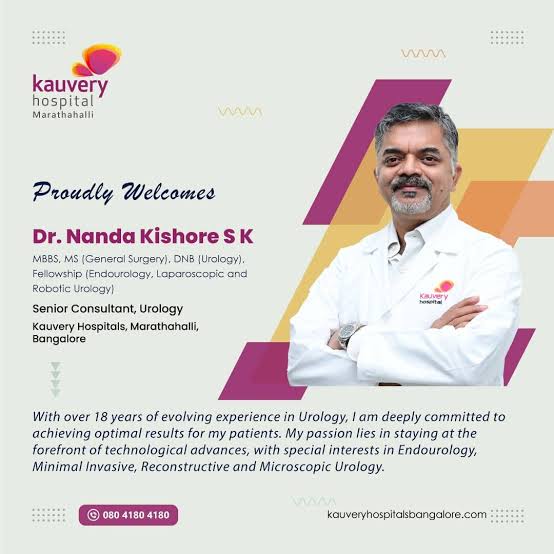 kauvery
hospital
Marathahalli
Proudly Welcomes
Dr. Nanda Kishore S K
MBBS, MS (General Surgery), DNB (Urology),
Fellowship (Endourology, Laparoscopic and
Robotic Urology)
Senior Consultant, Urology
Kauvery Hospitals, Marathahalli,
Bangalore
kauvery
hospital
With over 18 years of evolving experience in Urology, I am deeply committed to
achieving optimal results for my patients. My passion lies in staying at the
forefront of technological advances, with special interests in Endourology,
Minimal Invasive, Reconstructive and Microscopic Urology.
080 4180 4180
kauveryhospitalsbangalore.com